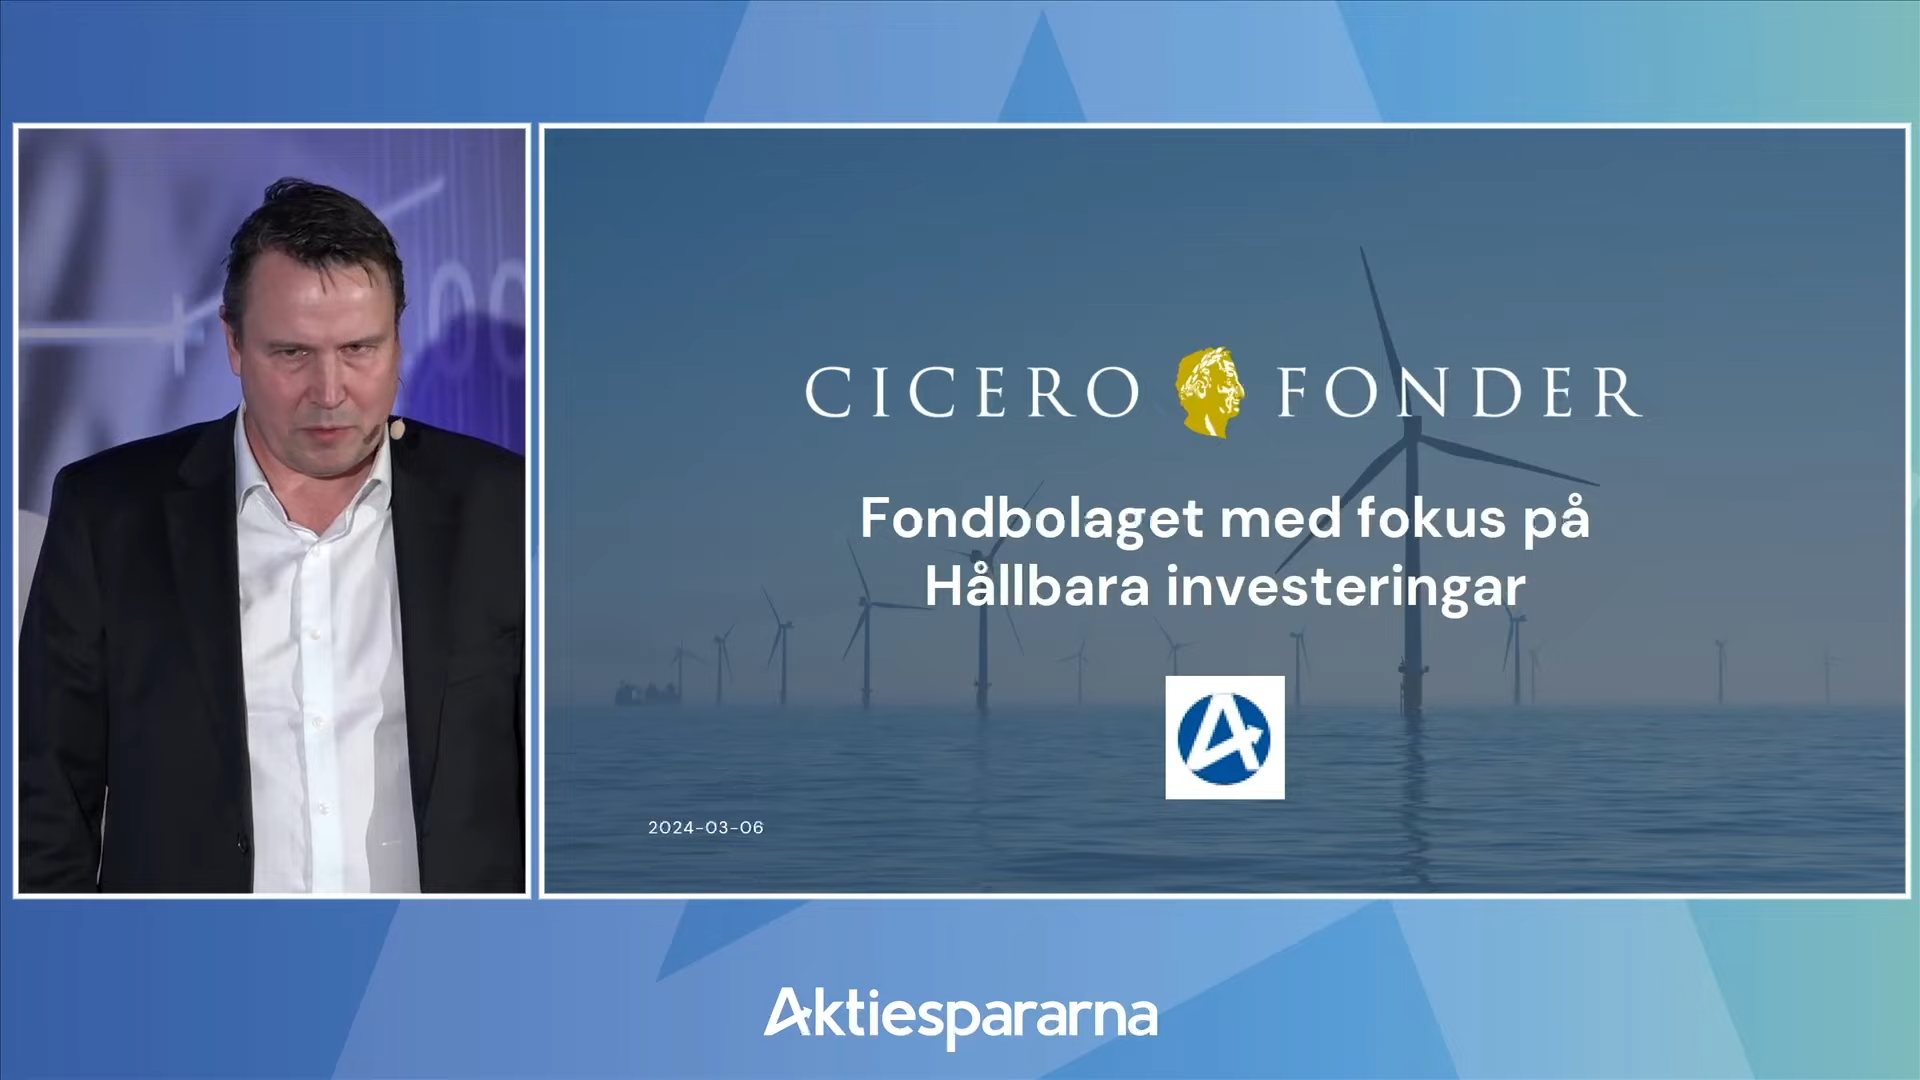 CICERO FONDER
Fondbolaget med fokus på
Hållbara investeringar
2024-03-06
Aktiespararna